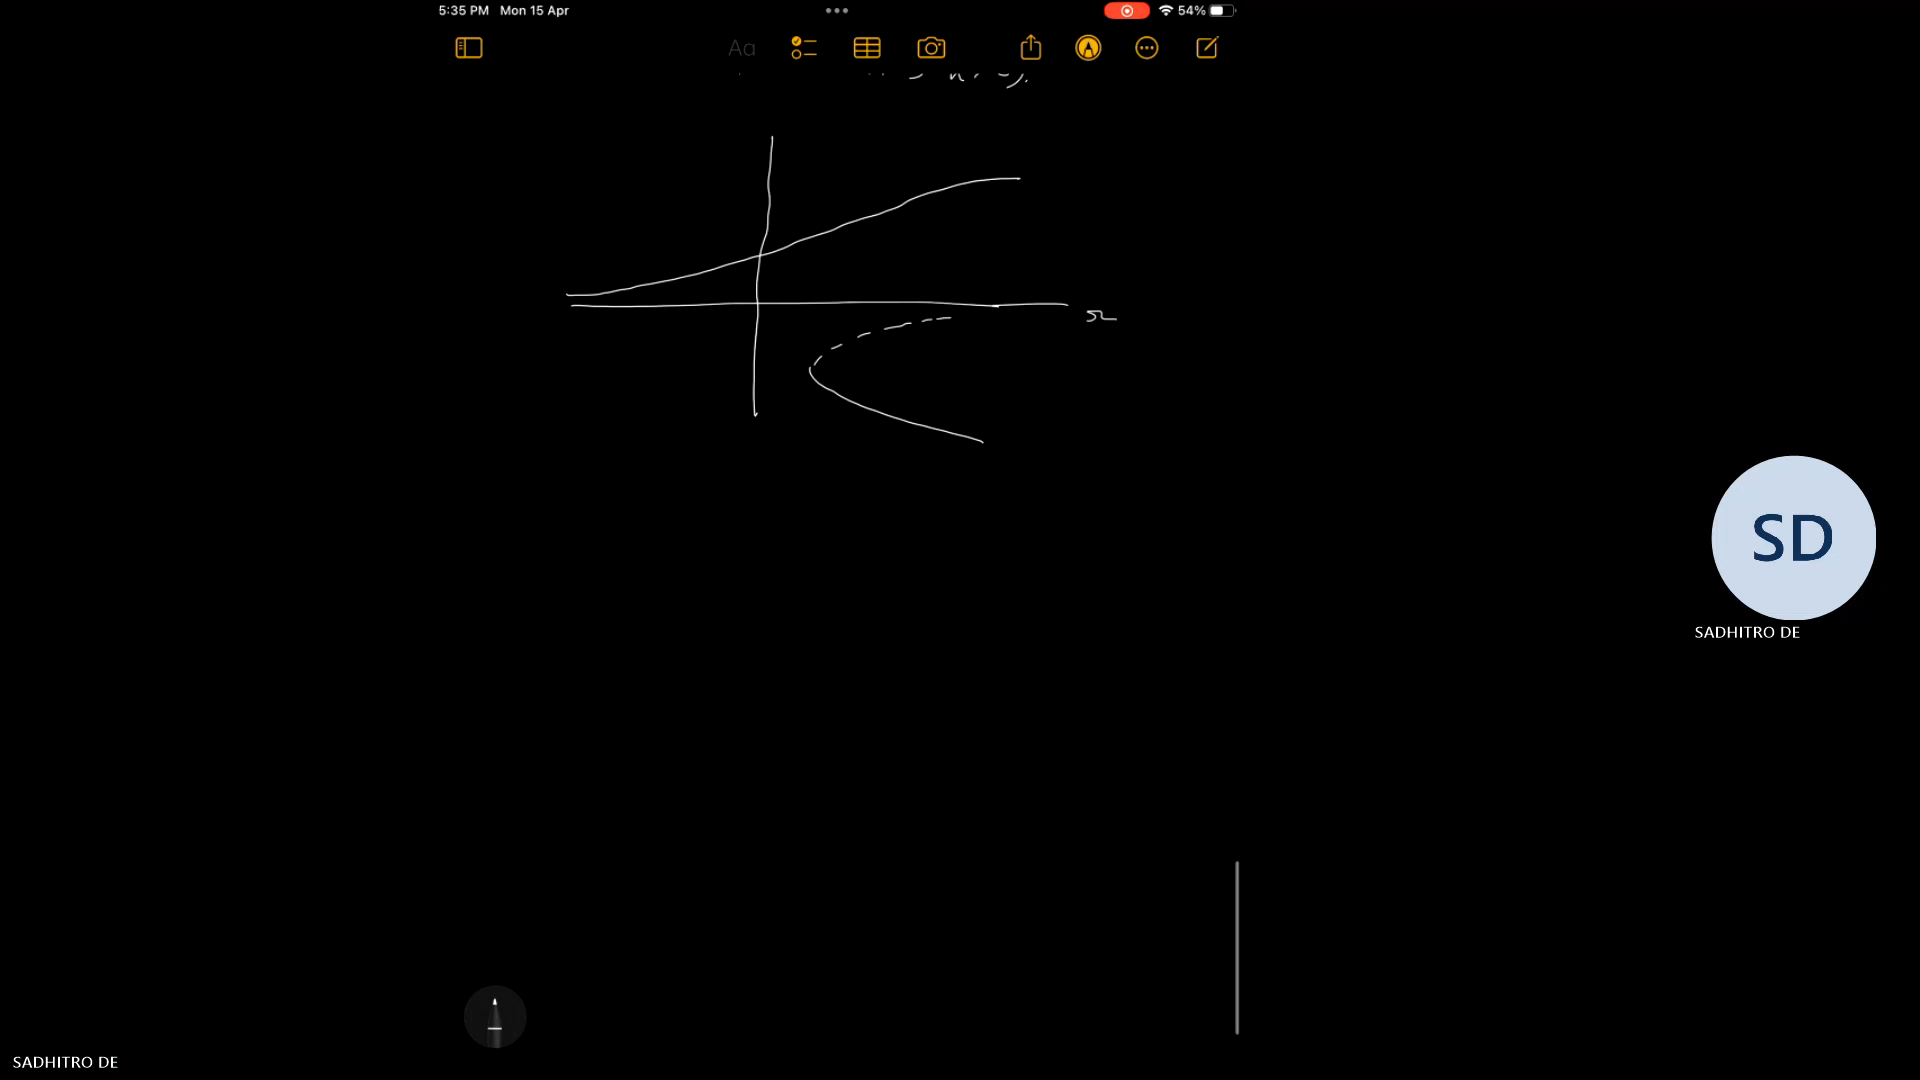 5:35 PM Mon 15 Apr
54%
Aa
SD
SADHITRO DE
SADHITRO DE